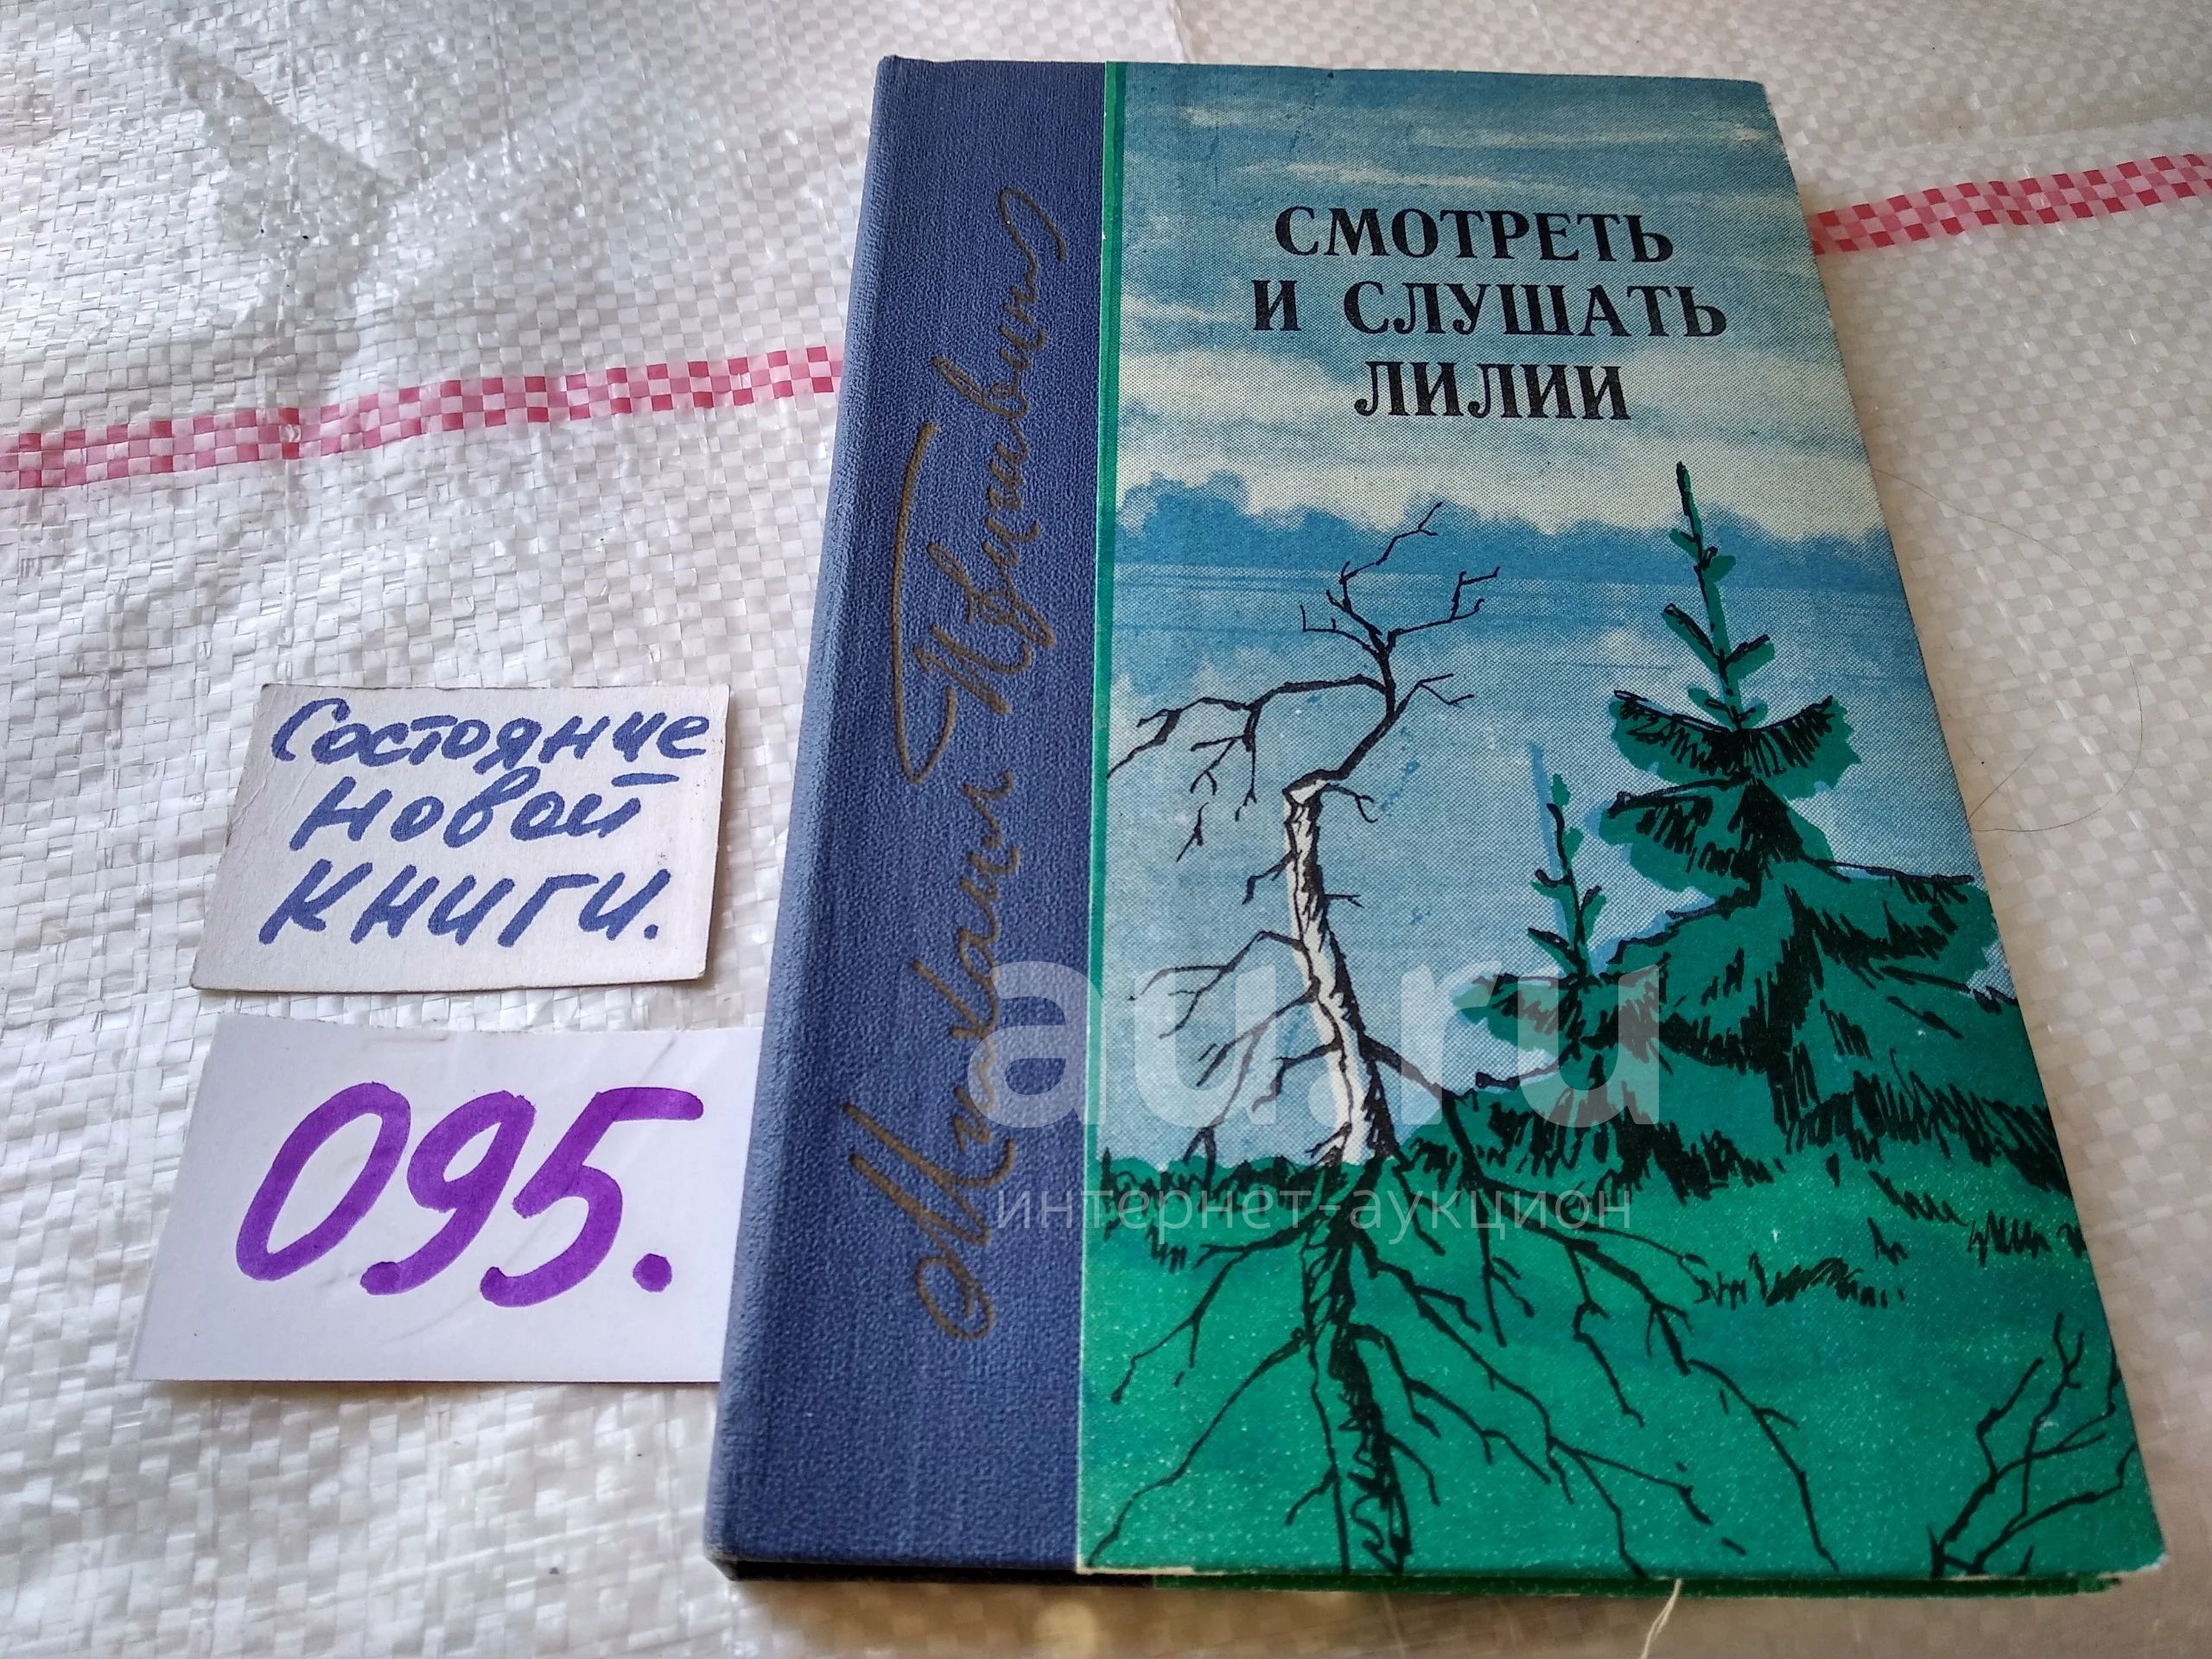 СМОТРЕТЬ
И СЛУШАТЬ
ЛИЛИИ
Михаил Пришвин
Состояние
новой
книги.
095.
au.ru
интернет-аукцион